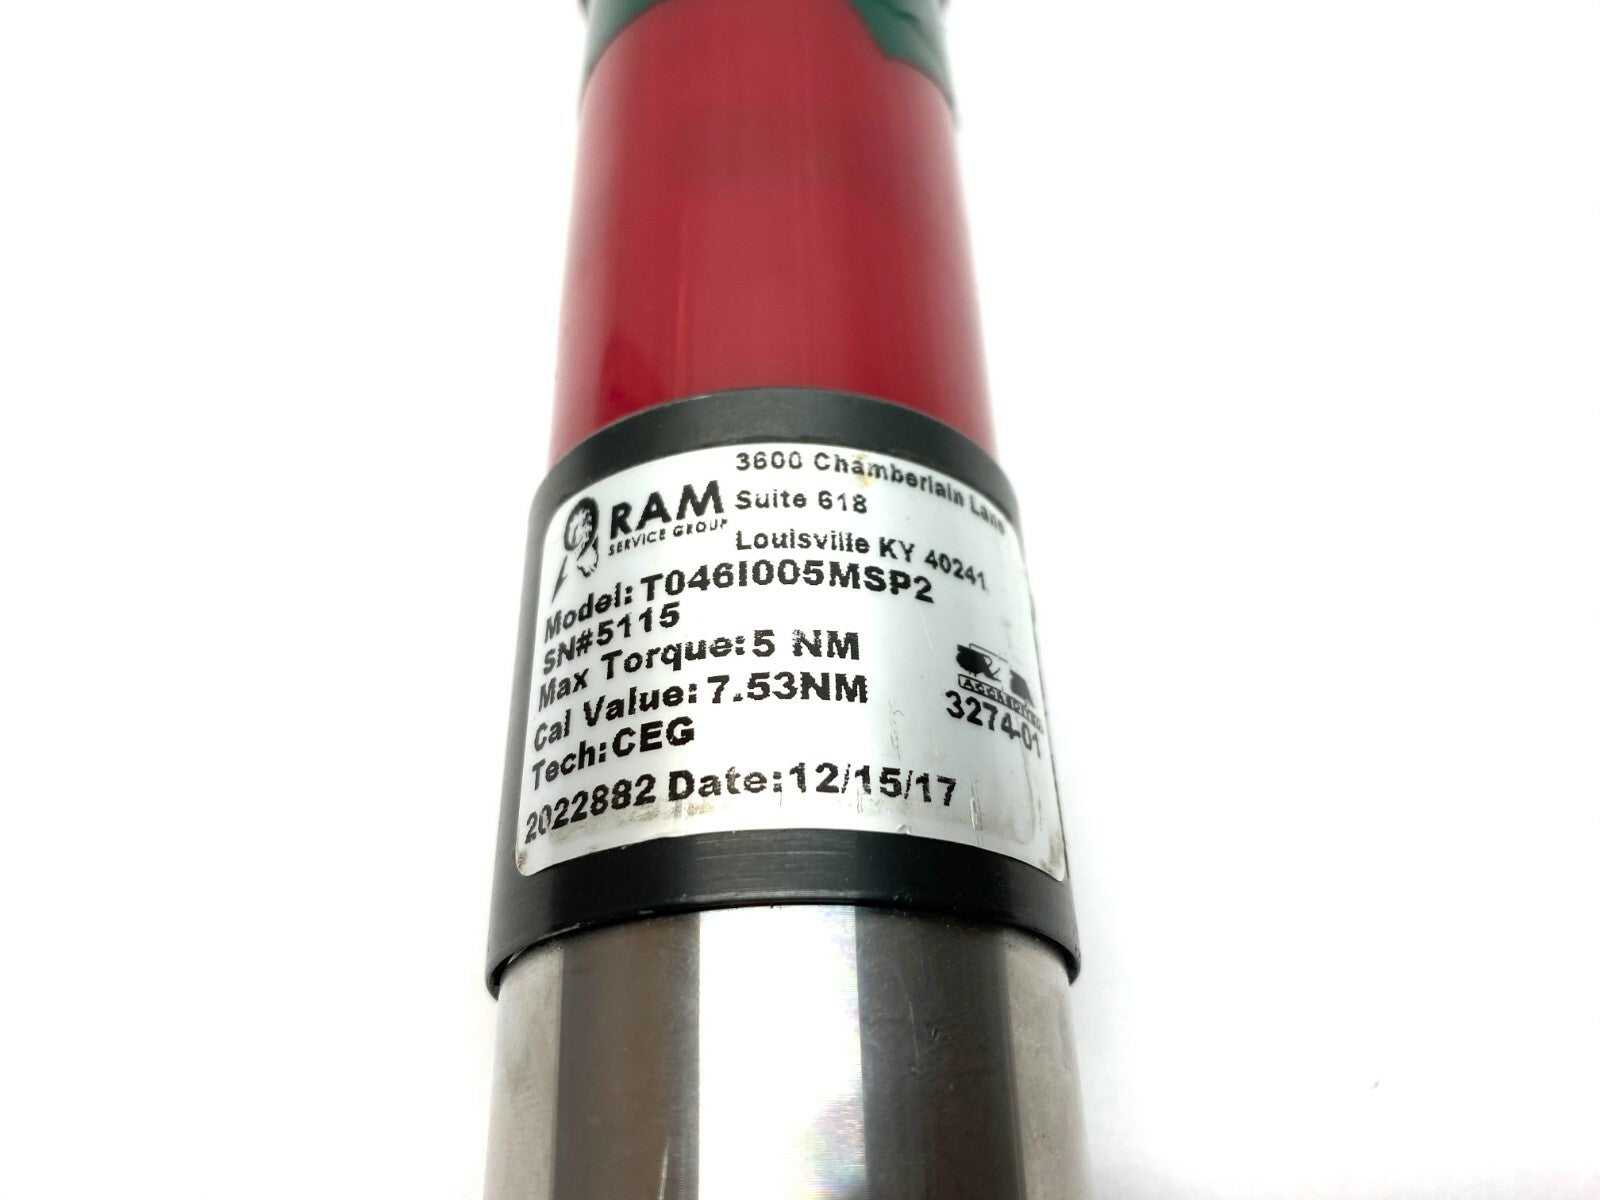 RAM
SERVICE GROUP
3600 Chamberlain Lane
Suite 618
Louisville KY 40241
Model:T046I005MSP2
SN#5115
Max Torque:5 NM
Cal Value:7.53NM
Tech:CEG
2022882 Date:12/15/17
ACCREDITED
3274-01